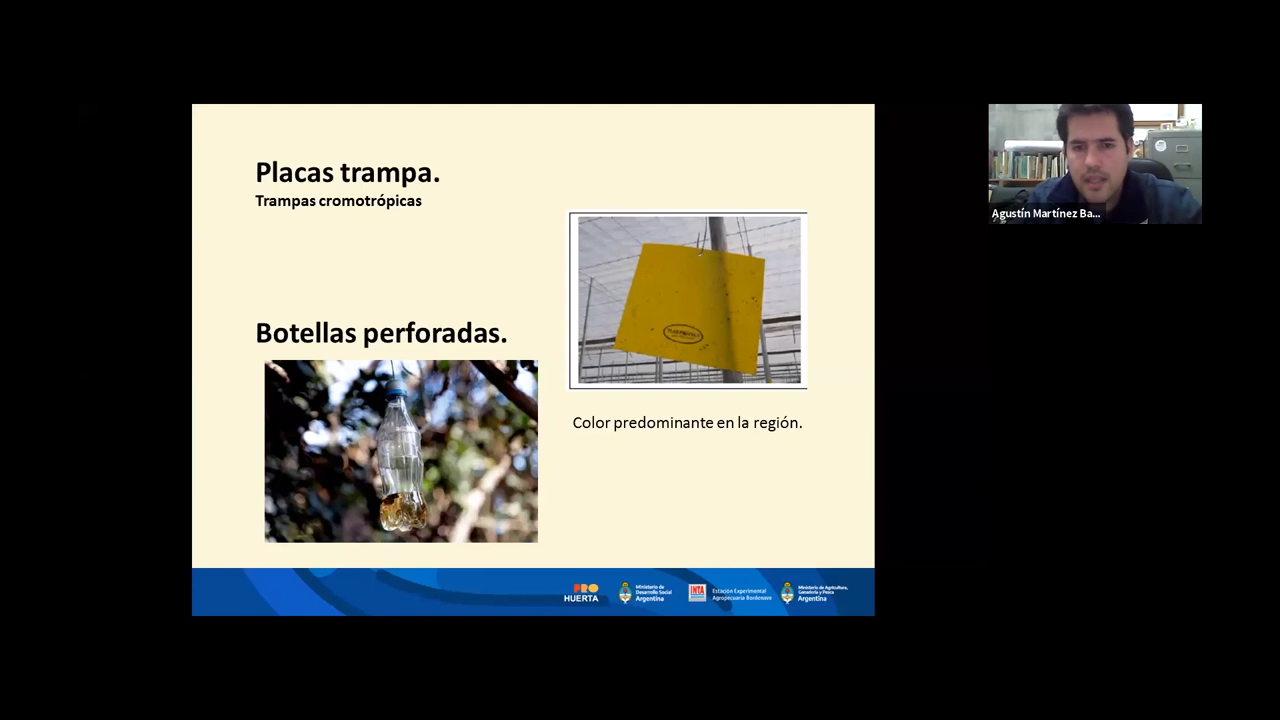 Placas trampa.
Trampas cromotrópicas
Botellas perforadas.
Color predominante en la región.
Agustín Martínez Ba...
PRO
HUERTA
Ministerio de
Desarrollo Social
Argentina
INTA
Estación Experimental
Agropecuaria Bordenave
Ministerio de Agricultura,
Ganadería y Pesca
Argentina